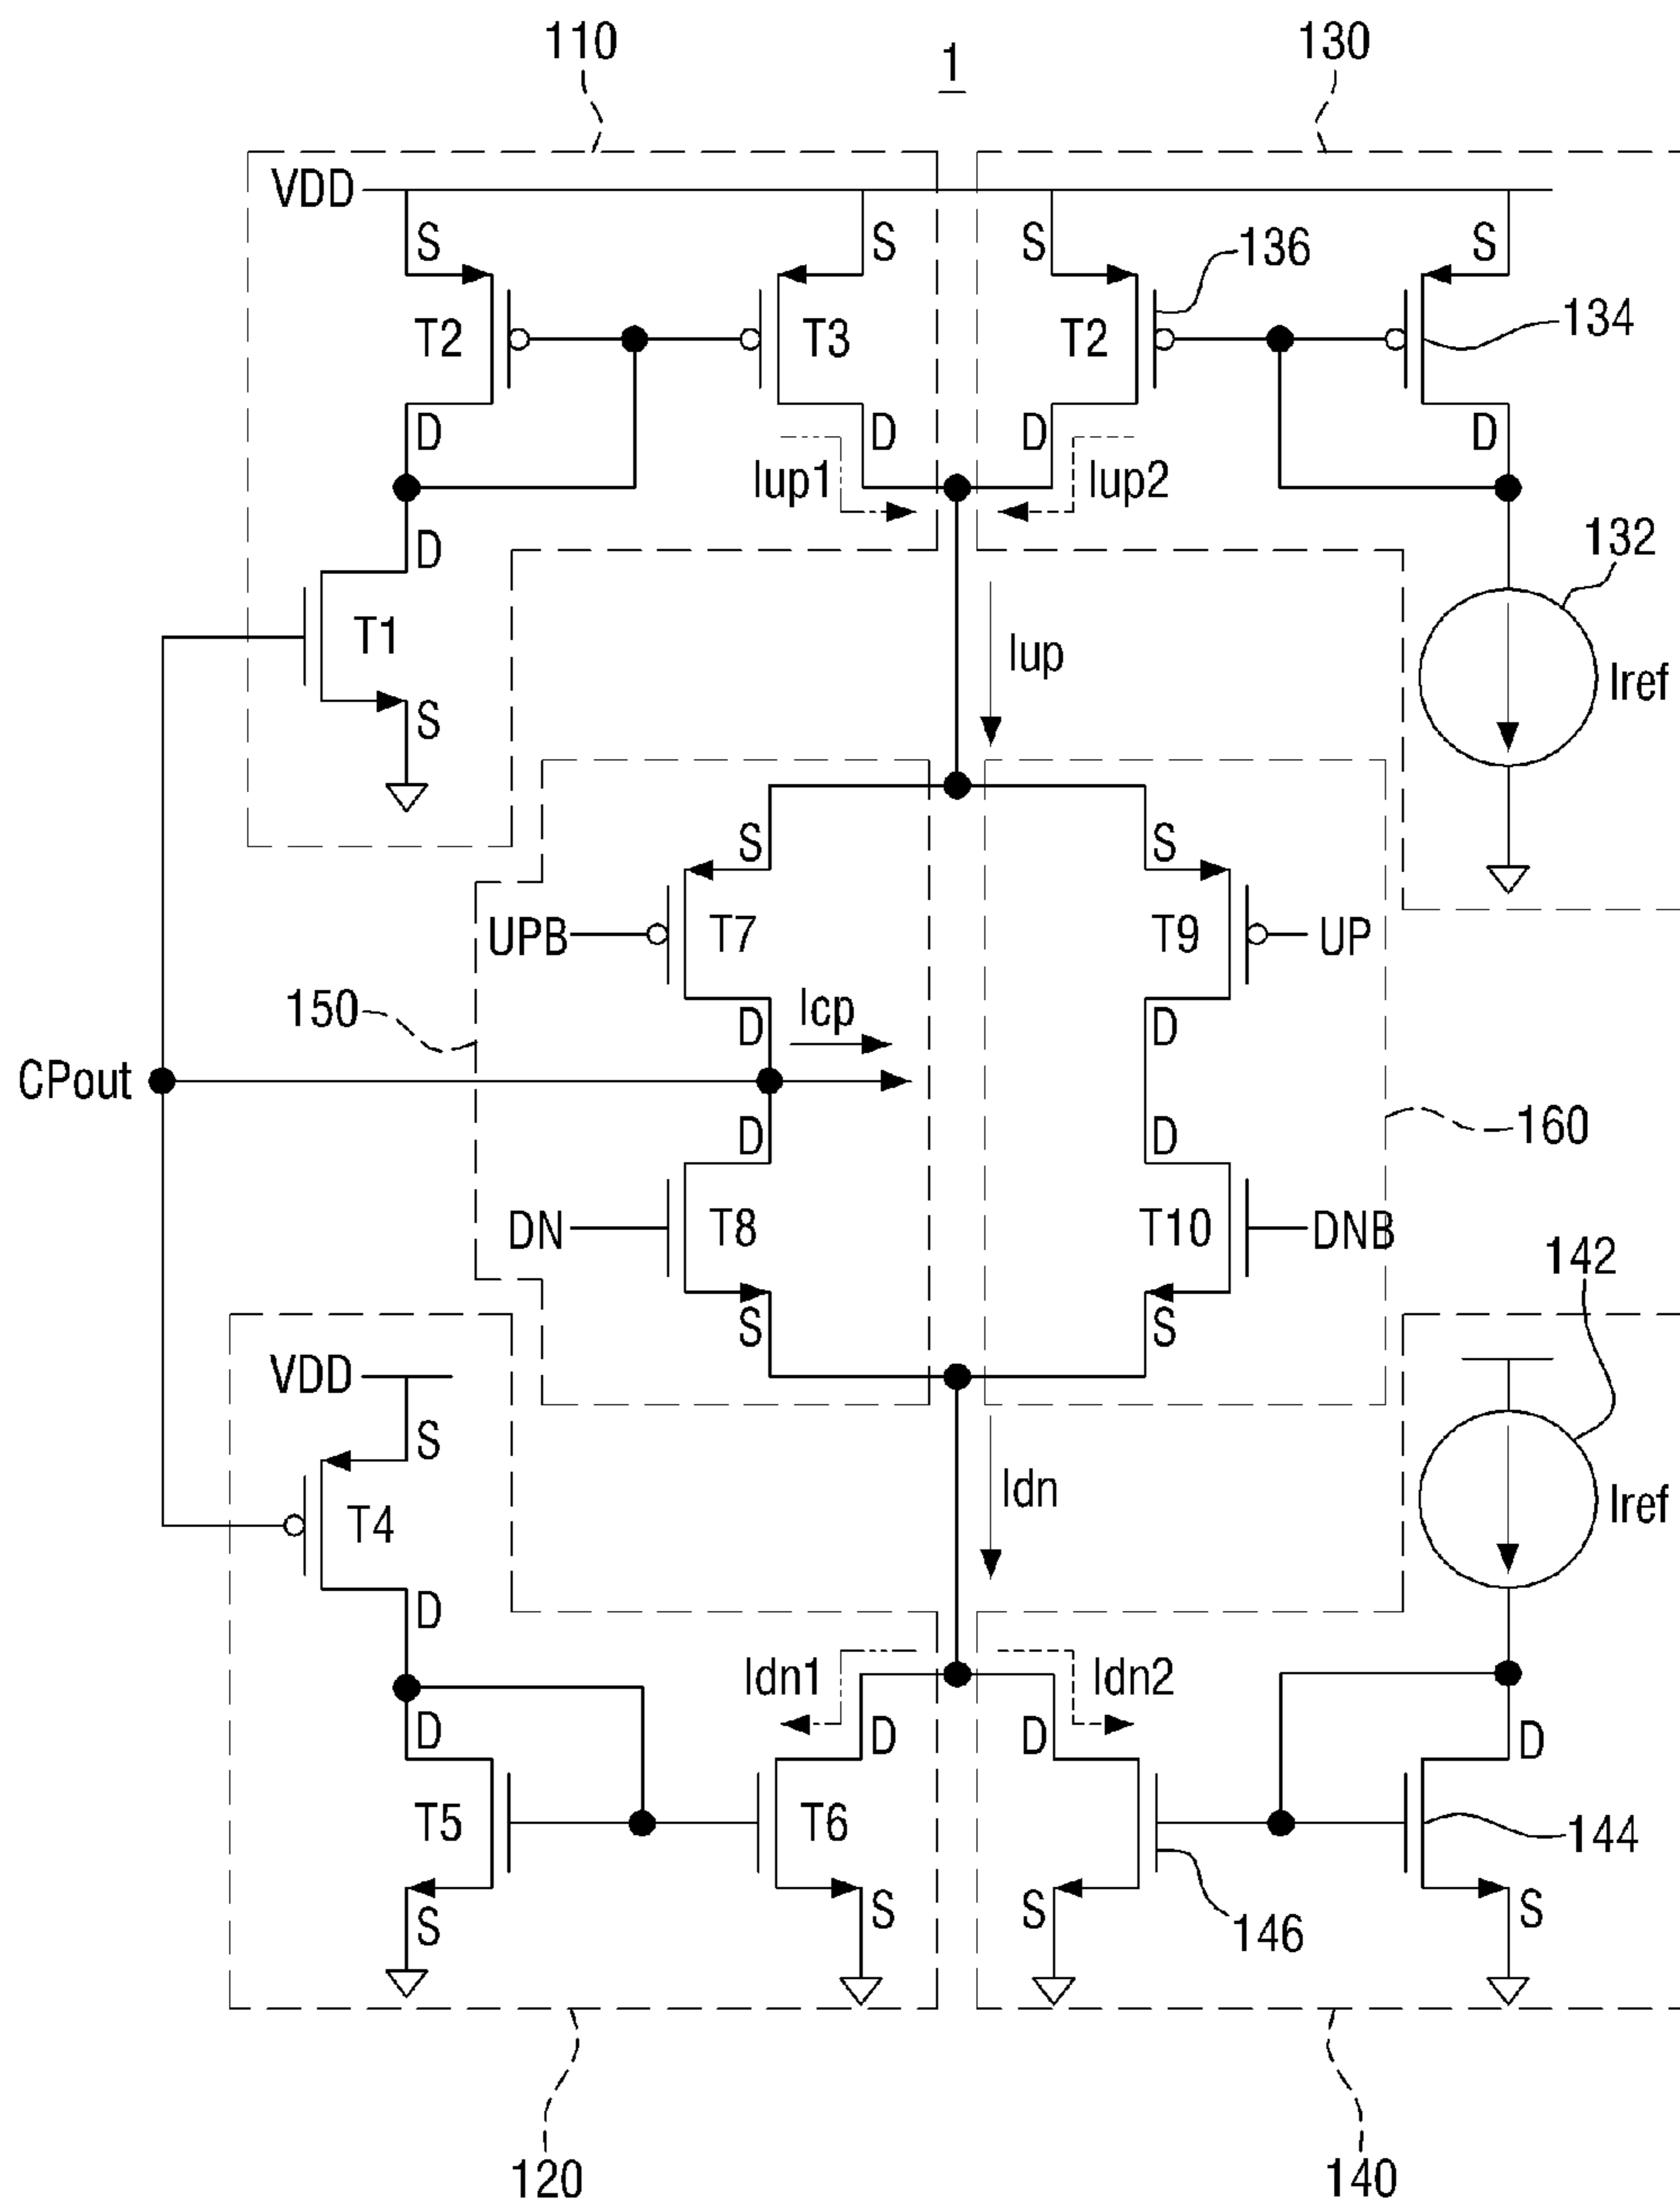 110
1
130
VDD
S
S
S
S
136
134
T2
T3
T2
D
D
D
D
Iup1
Iup2
132
D
T1
Iup
Iref
S
S
S
UPB
T7
T9
UP
150
D
Icp
D
CPout
D
D
160
DN
T8
T10
DNB
142
S
S
VDD
S
Idn
Iref
T4
D
Idn1
Idn2
D
D
D
D
T5
T6
144
S
S
S
146
S
120
140